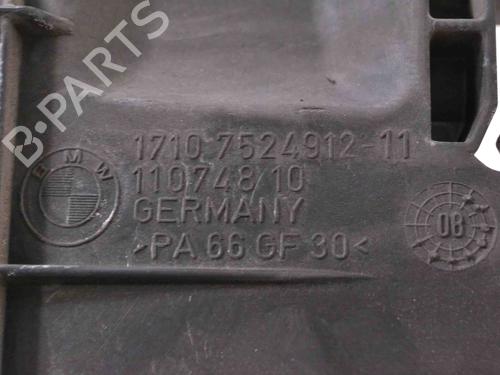 B-PARTS
BMW
1710 7524912-11
110748/10
GERMANY
>PA 66 GF 30<
08